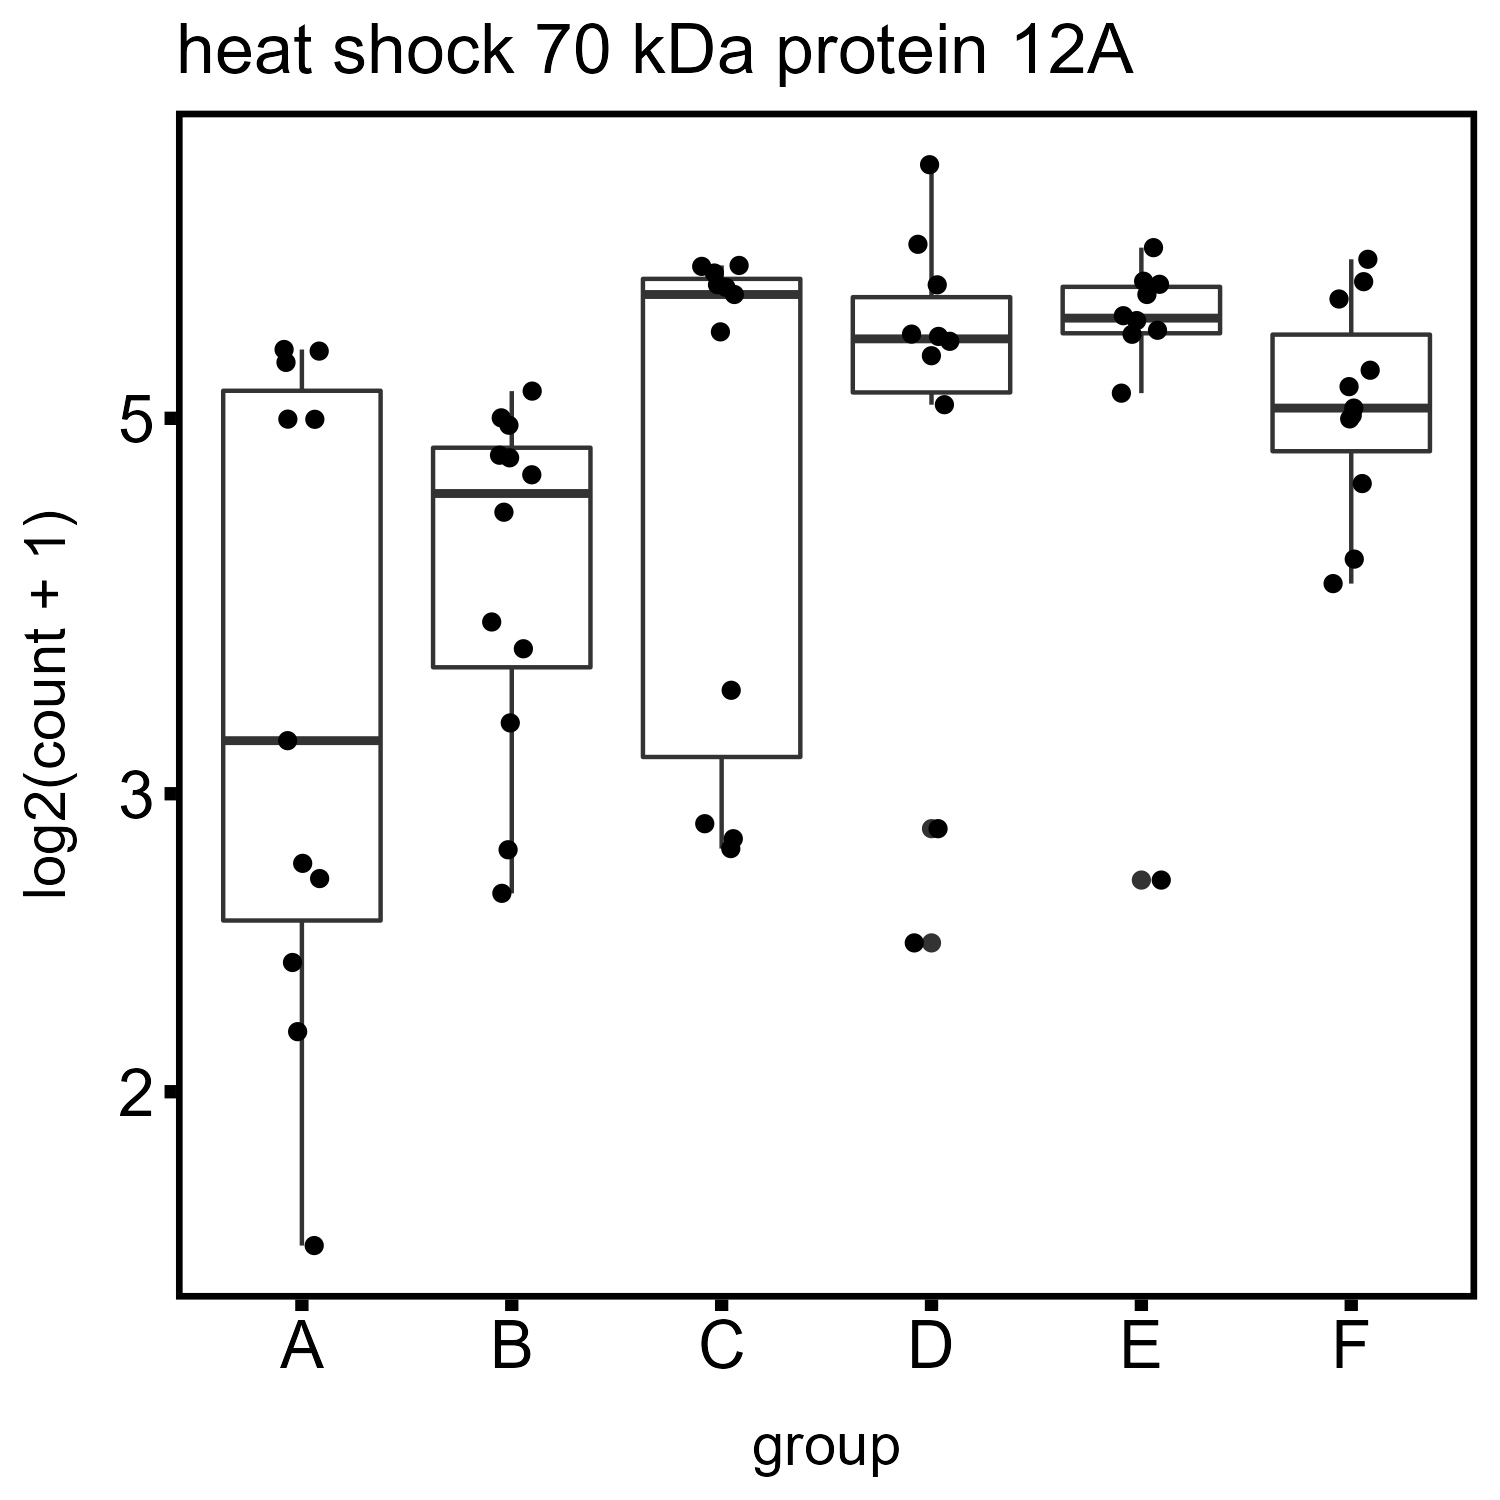 heat shock 70 kDa protein 12A
log2(count + 1)
5
3
2
A B C D E F
group